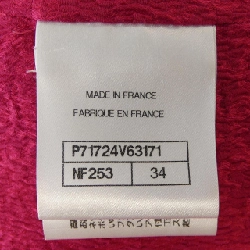 MADE IN FRANCE
FABRIQUE EN FRANCE
P71724V63171
NF253 34